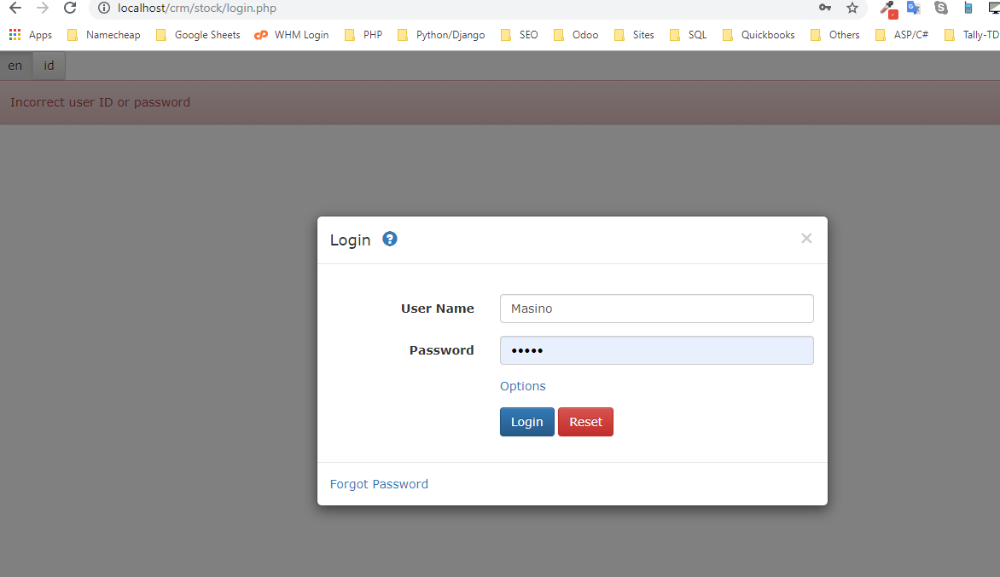 localhost/crm/stock/login.php
Apps Namecheap Google Sheets cP WHM Login PHP Python/Django SEO Odoo Sites SQL Quickbooks Others ASP/C# Tally-TD
en id
Incorrect user ID or password
Login ? ×
User Name Masino
Password •••••
Options
Login Reset
Forgot Password